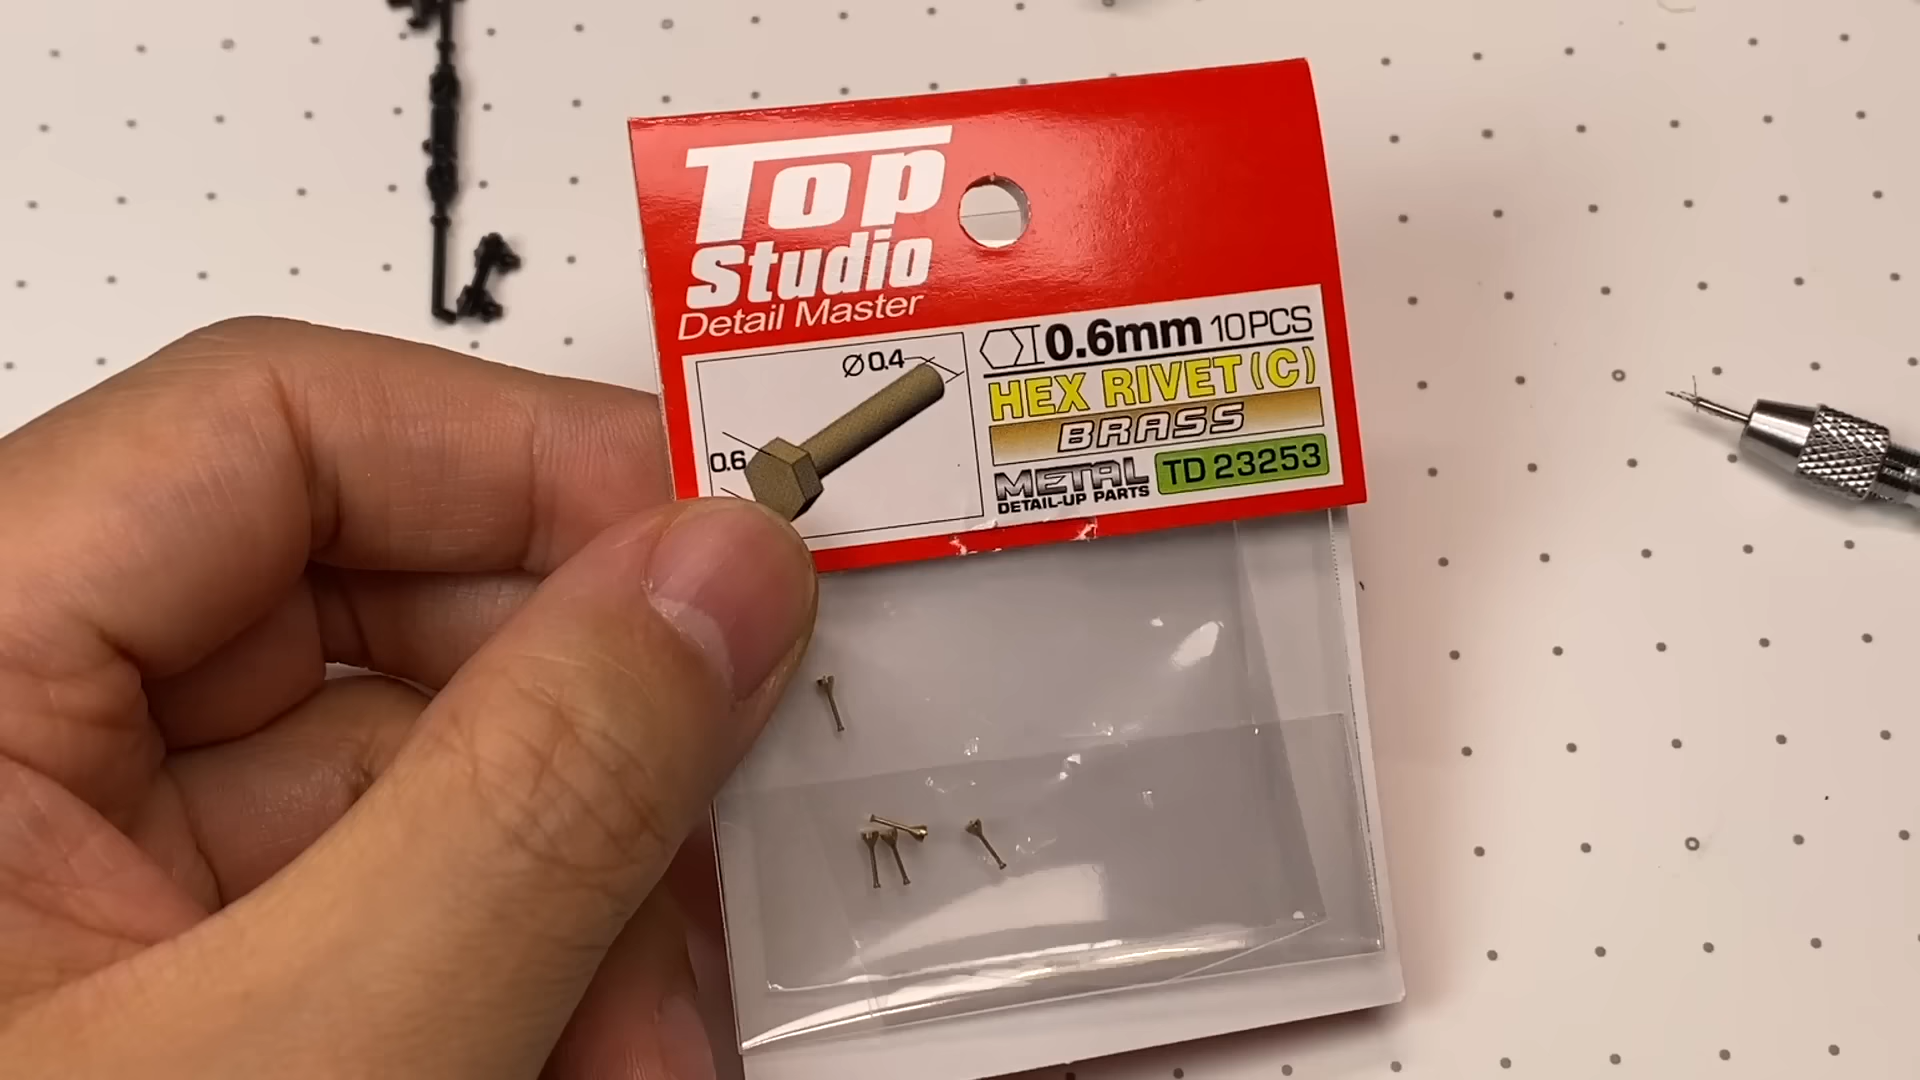 Top
Studio
Detail Master
Ø0.4
0.6
0.6mm 10PCS
HEX RIVET (C)
BRASS
METAL
DETAIL-UP PARTS
TD 23253